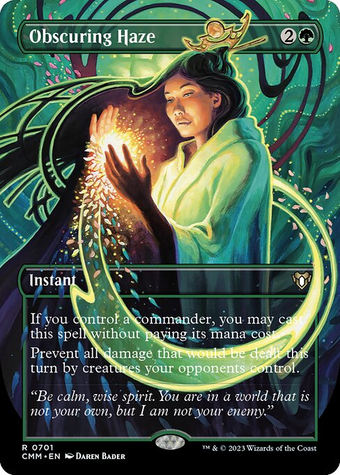 Obscuring Haze 2
Instant
If you control a commander, you may cast
this spell without paying its mana cost.
Prevent all damage that would be dealt this
turn by creatures your opponents control.
“Be calm, wise spirit. You are in a world that is
not your own, but I am not your enemy.”
R 0701
CMM • EN Daren Bader ™ & © 2023 Wizards of the Coast